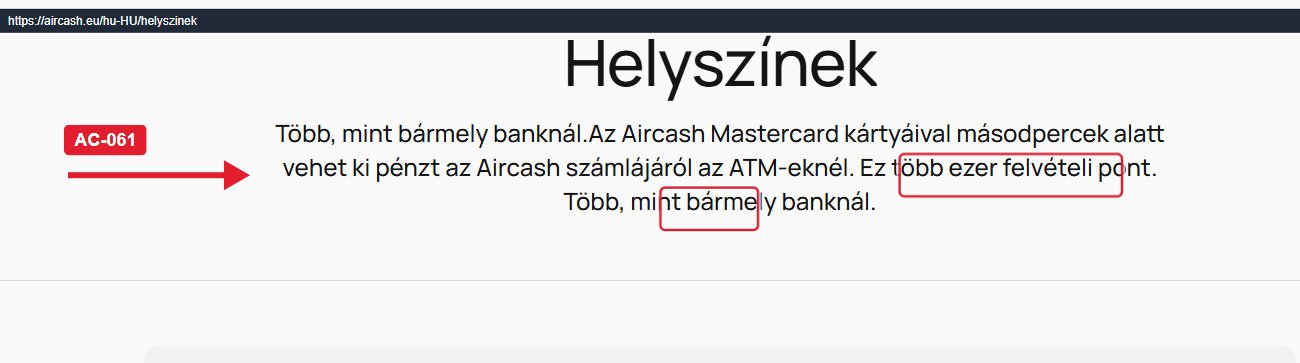 https://aircash.eu/hu-HU/helyszinek
Helyszínek
AC-061
Több, mint bármely banknál.Az Aircash Mastercard kártyáival másodpercek alatt
vehet ki pénzt az Aircash számlájáról az ATM-eknél. Ez több ezer felvételi pont.
Több, mint bármely banknál.